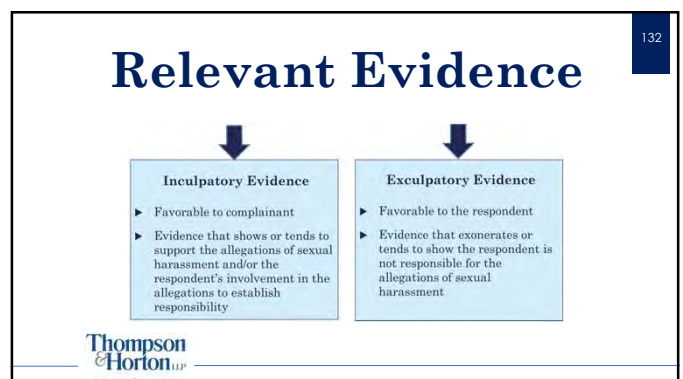 132
Relevant Evidence
Inculpatory Evidence
► Favorable to complainant
► Evidence that shows or tends to
support the allegations of sexual
harassment and/or the
respondent's involvement in the
allegations to establish
responsibility
Exculpatory Evidence
► Favorable to the respondent
► Evidence that exonerates or
tends to show the respondent is
not responsible for the
allegations of sexual
harassment
Thompson
& Horton LLP